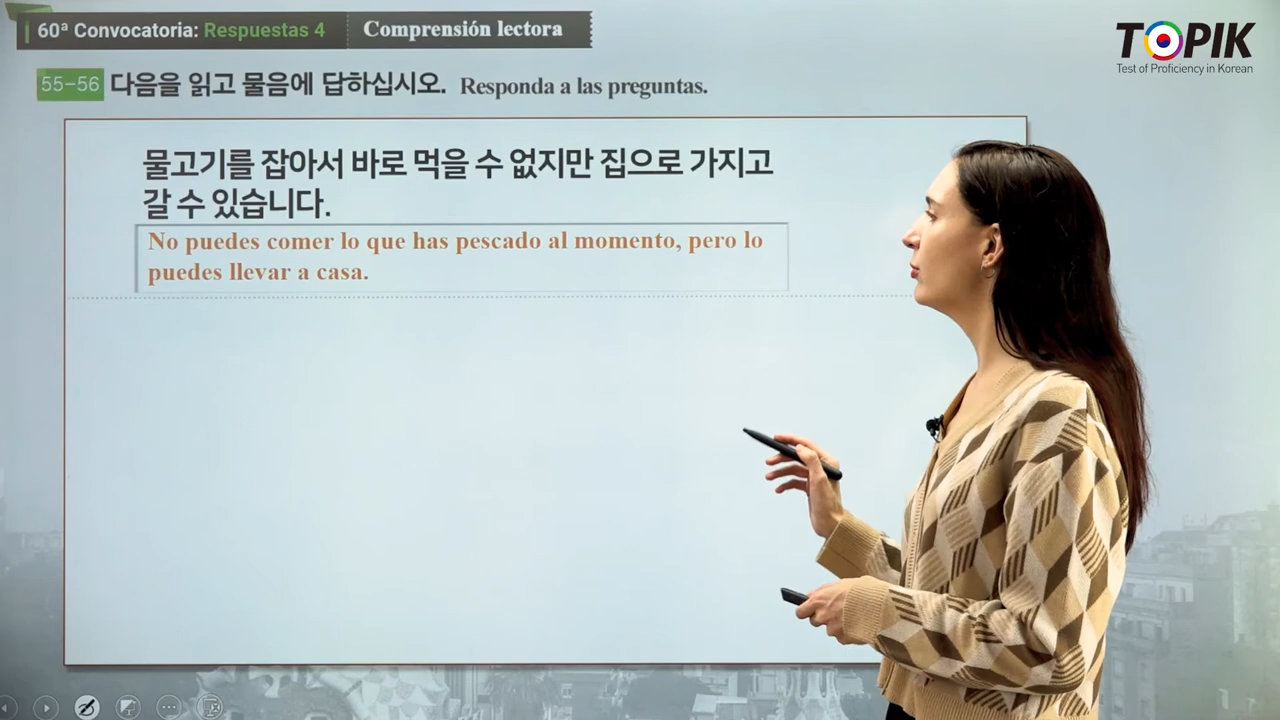 60ª Convocatoria: Respuestas 4
Comprensión lectora
TOPIK
Test of Proficiency in Korean
55-56 다음을 읽고 물음에 답하십시오. Responda a las preguntas.
물고기를 잡아서 바로 먹을 수 없지만 집으로 가지고
갈 수 있습니다.
No puedes comer lo que has pescado al momento, pero lo
puedes llevar a casa.